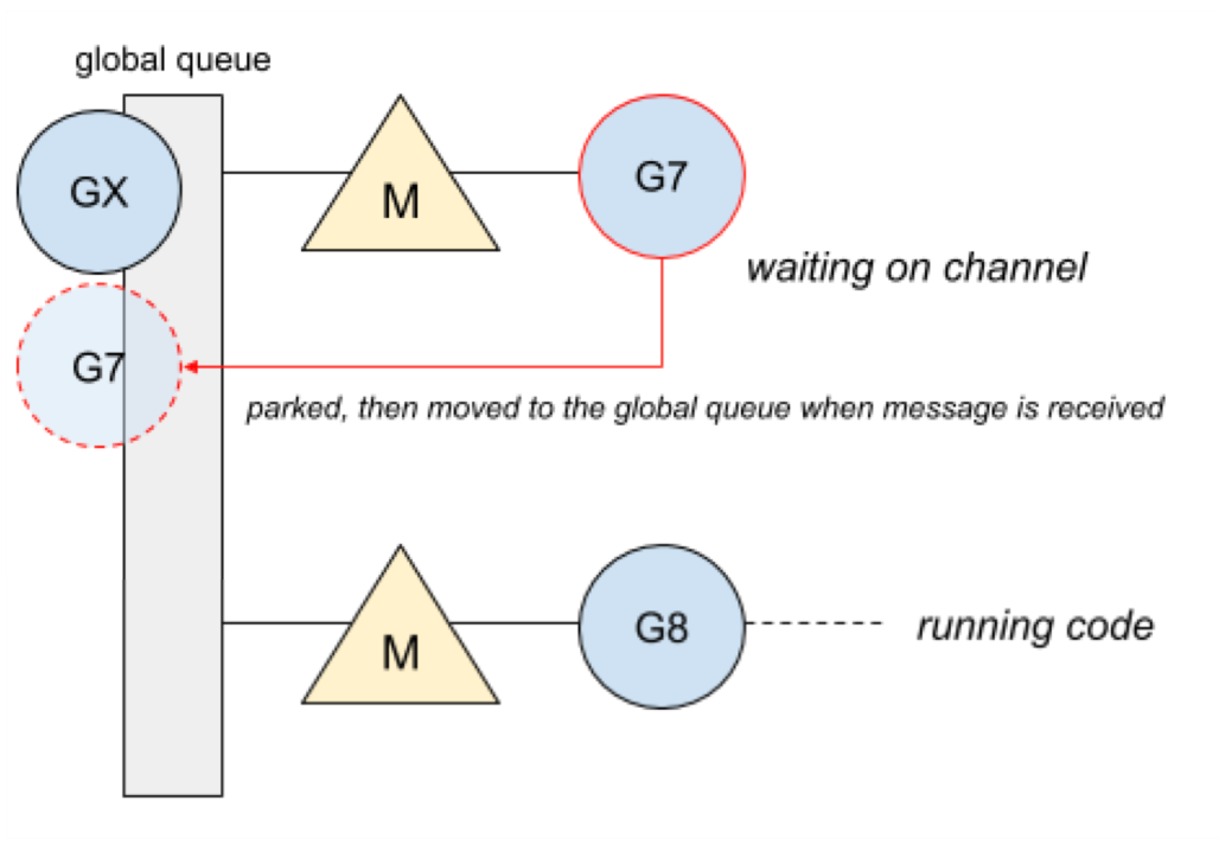 global queue
GX
M
G7
waiting on channel
G7
parked, then moved to the global queue when message is received
M
G8
running code